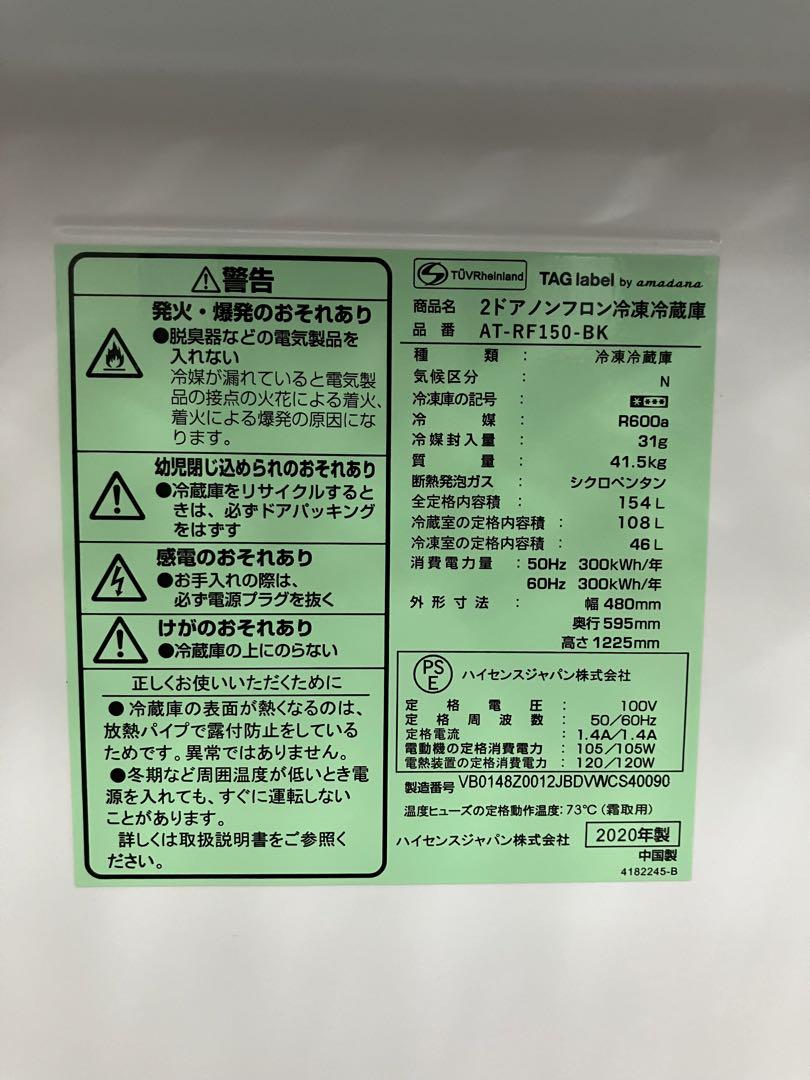 警告
発火・爆発のおそれあり
●脱臭器などの電気製品を
入れない
冷媒が漏れていると電気製
品の接点の火花による着火、
着火による爆発の原因にな
ります。
幼児閉じ込められのおそれあり
●冷蔵庫をリサイクルすると
きは、必ずドアパッキング
をはずす
感電のおそれあり
●お手入れの際は、
必ず電源プラグを抜く
けがのおそれあり
●冷蔵庫の上にのらない
正しくお使いいただくために
●冷蔵庫の表面が熱くなるのは、
放熱パイプで露付防止をしている
ためです。異常ではありません。
●冬期など周囲温度が低いとき電
源を入れても、すぐに運転しない
ことがあります。
詳しくは取扱説明書をご参照く
ださい。
TÜVRheinland TAG label by amadana
商品名 2ドアノンフロン冷凍冷蔵庫
品番 AT-RF150-BK
種類 : 冷凍冷蔵庫
気候区分 : N
冷凍庫の記号 :
冷媒 : R600a
冷媒封入量 : 31g
質量 : 41.5kg
断熱発泡ガス : シクロペンタン
全定格内容積 : 154L
冷蔵室の定格内容積 : 108L
冷凍室の定格内容積 : 46L
消費電力量 : 50Hz 300kWh/年
60Hz 300kWh/年
外形寸法 : 幅480mm
奥行595mm
高さ1225mm
PSE ハイセンスジャパン株式会社
定格電圧 : 100V
定格周波数 : 50/60Hz
定格電流 : 1.4A/1.4A
電動機の定格消費電力 : 105/105W
電熱装置の定格消費電力 : 120/120W
製造番号 VB0148Z0012JBDVWCS40090
温度ヒューズの定格動作温度:73℃(霜取用)
ハイセンスジャパン株式会社 2020年製
中国製
4182245-B